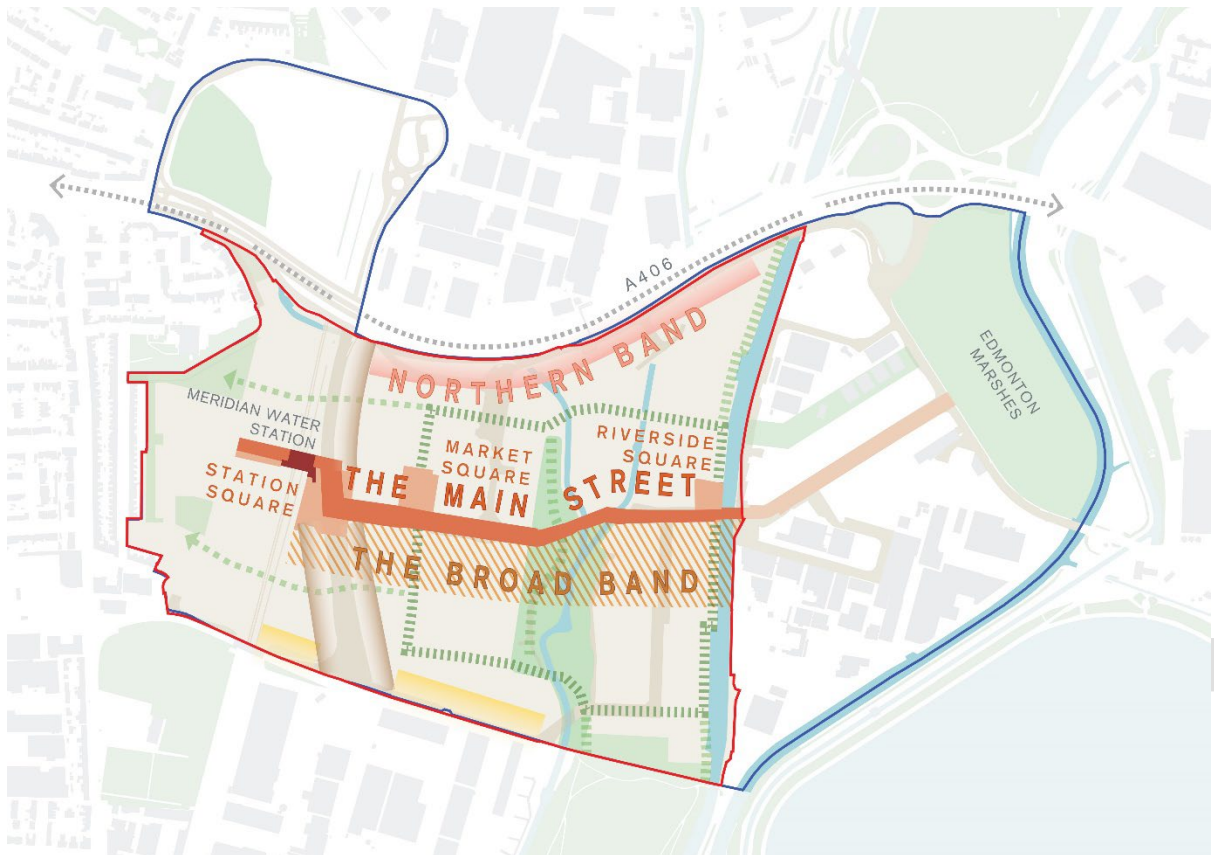 A406
NORTHERN BAND
EDMONTON
MARSHES
MERIDIAN WATER
STATION
STATION
SQUARE
MARKET
SQUARE
RIVERSIDE
SQUARE
THE MAIN STREET
THE BROAD BAND